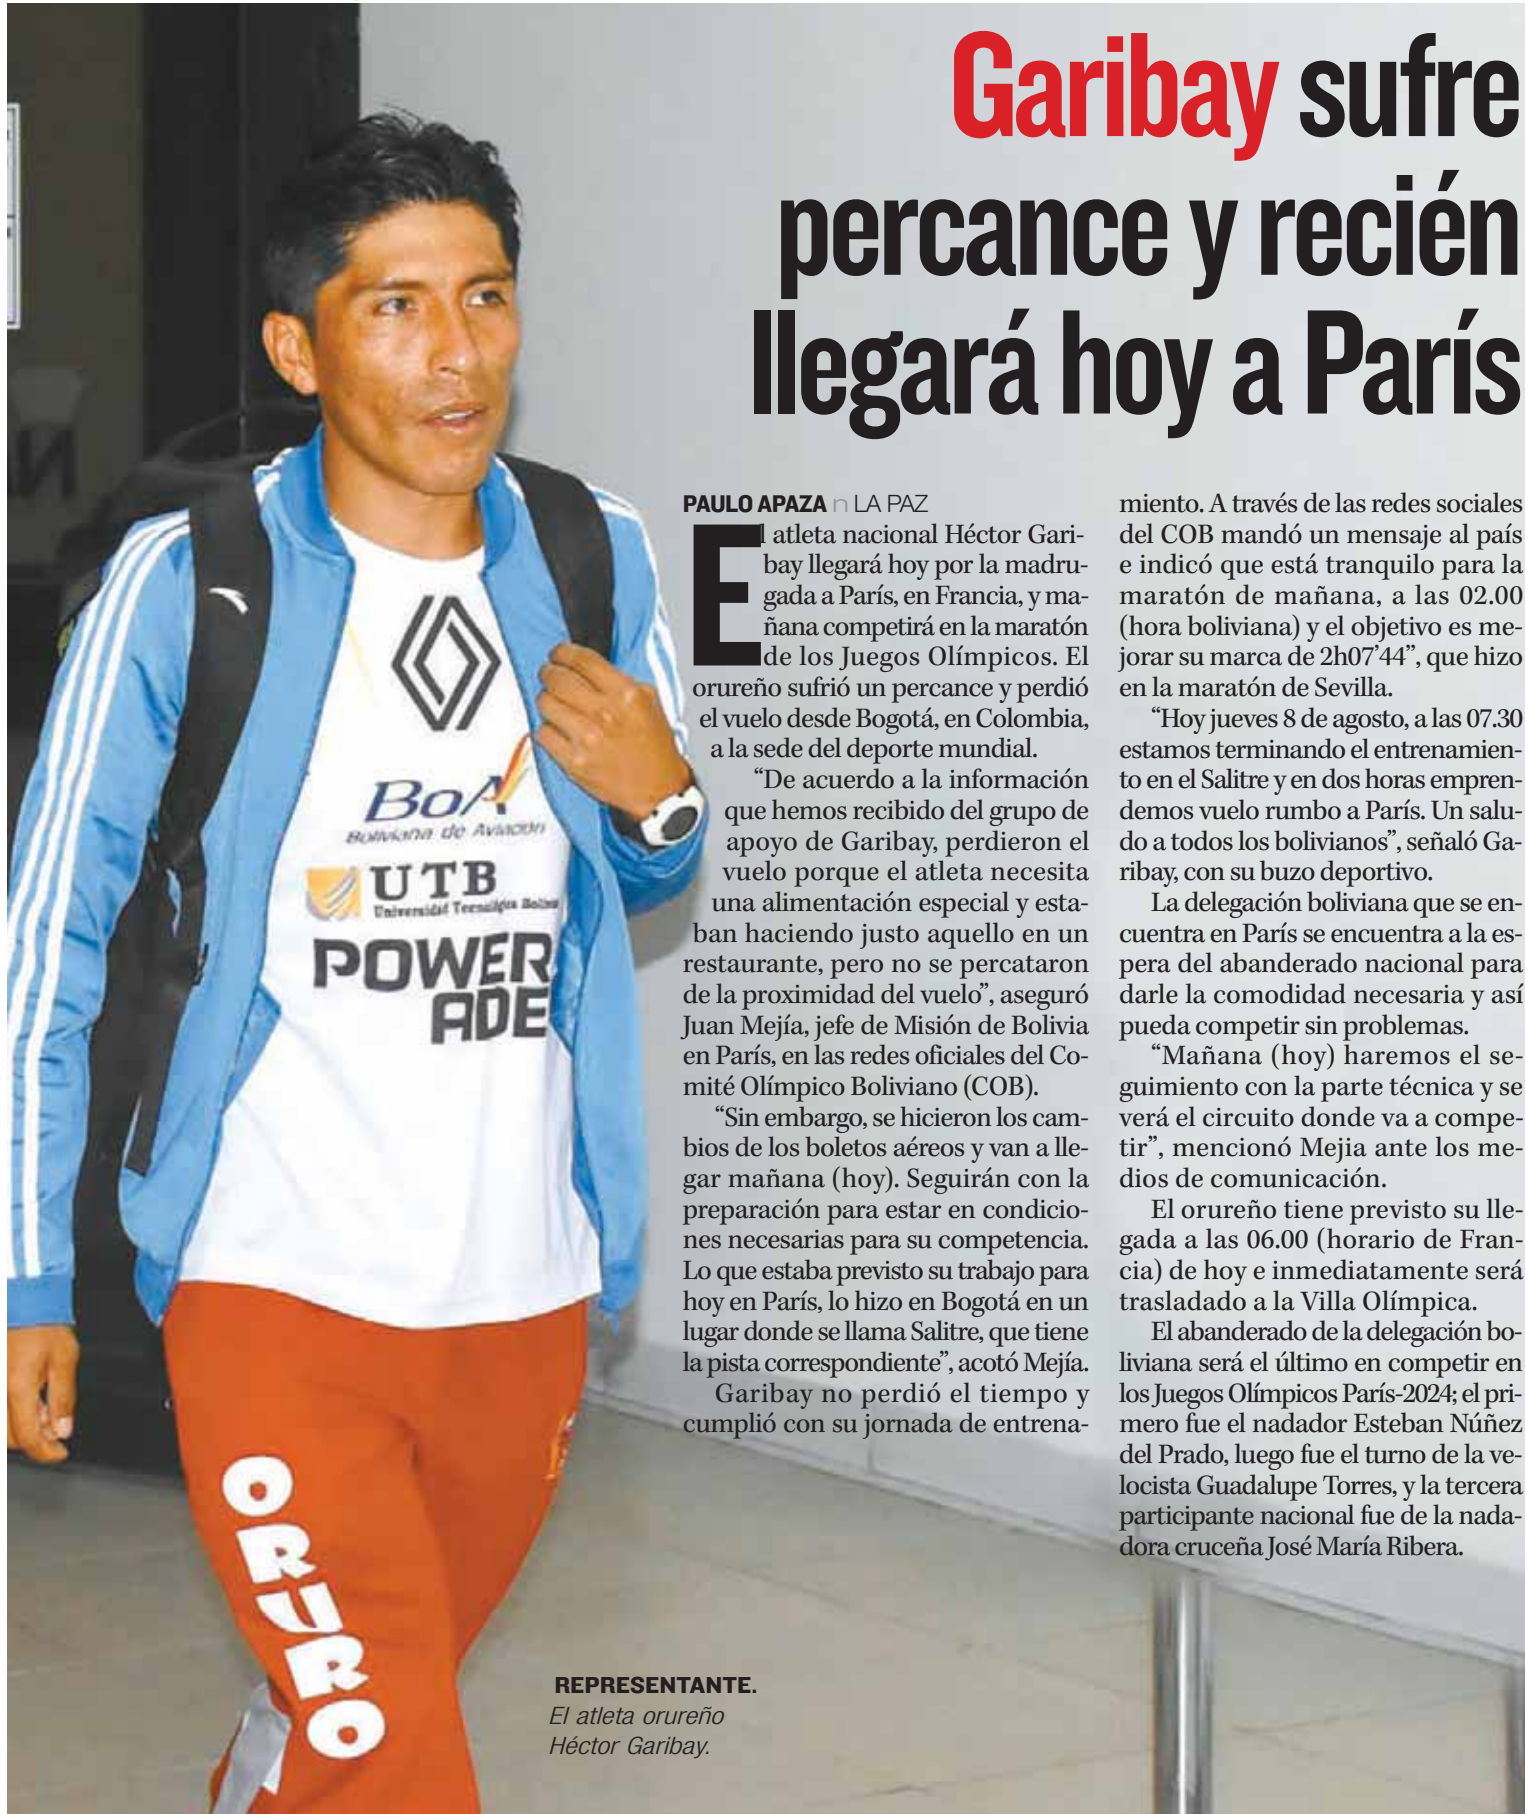 Garibay sufre
percance y recién
llegará hoy a París
PAULO APAZA n LA PAZ
El atleta nacional Héctor Gari-
bay llegará hoy por la madru-
gada a París, en Francia, y ma-
ñana competirá en la maratón
de los Juegos Olímpicos. El
orureño sufrió un percance y perdió
el vuelo desde Bogotá, en Colombia,
a la sede del deporte mundial.
“De acuerdo a la información
que hemos recibido del grupo de
apoyo de Garibay, perdieron el
vuelo porque el atleta necesita
una alimentación especial y esta-
ban haciendo justo aquello en un
restaurante, pero no se percataron
de la proximidad del vuelo”, aseguró
Juan Mejía, jefe de Misión de Bolivia
en París, en las redes oficiales del Co-
mité Olímpico Boliviano (COB).
“Sin embargo, se hicieron los cam-
bios de los boletos aéreos y van a lle-
gar mañana (hoy). Seguirán con la
preparación para estar en condicio-
nes necesarias para su competencia.
Lo que estaba previsto su trabajo para
hoy en París, lo hizo en Bogotá en un
lugar donde se llama Salitre, que tiene
la pista correspondiente”, acotó Mejía.
Garibay no perdió el tiempo y
cumplió con su jornada de entrena-
miento. A través de las redes sociales
del COB mandó un mensaje al país
e indicó que está tranquilo para la
maratón de mañana, a las 02.00
(hora boliviana) y el objetivo es me-
jorar su marca de 2h07’44”, que hizo
en la maratón de Sevilla.
“Hoy jueves 8 de agosto, a las 07.30
estamos terminando el entrenamien-
to en el Salitre y en dos horas empren-
demos vuelo rumbo a París. Un salu-
do a todos los bolivianos”, señaló Ga-
ribay, con su buzo deportivo.
La delegación boliviana que se en-
cuentra en París se encuentra a la es-
pera del abanderado nacional para
darle la comodidad necesaria y así
pueda competir sin problemas.
“Mañana (hoy) haremos el se-
guimiento con la parte técnica y se
verá el circuito donde va a compe-
tir”, mencionó Mejia ante los me-
dios de comunicación.
El orureño tiene previsto su lle-
gada a las 06.00 (horario de Fran-
cia) de hoy e inmediatamente será
trasladado a la Villa Olímpica.
El abanderado de la delegación bo-
liviana será el último en competir en
los Juegos Olímpicos París-2024; el pri-
mero fue el nadador Esteban Núñez
del Prado, luego fue el turno de la ve-
locista Guadalupe Torres, y la tercera
participante nacional fue de la nada-
dora cruceña José María Ribera.
BoA
Boliviana de Aviación
UTB
Universidad Tecnológica
POWER
ADE
ORURO
REPRESENTANTE.
El atleta orureño
Héctor Garibay.